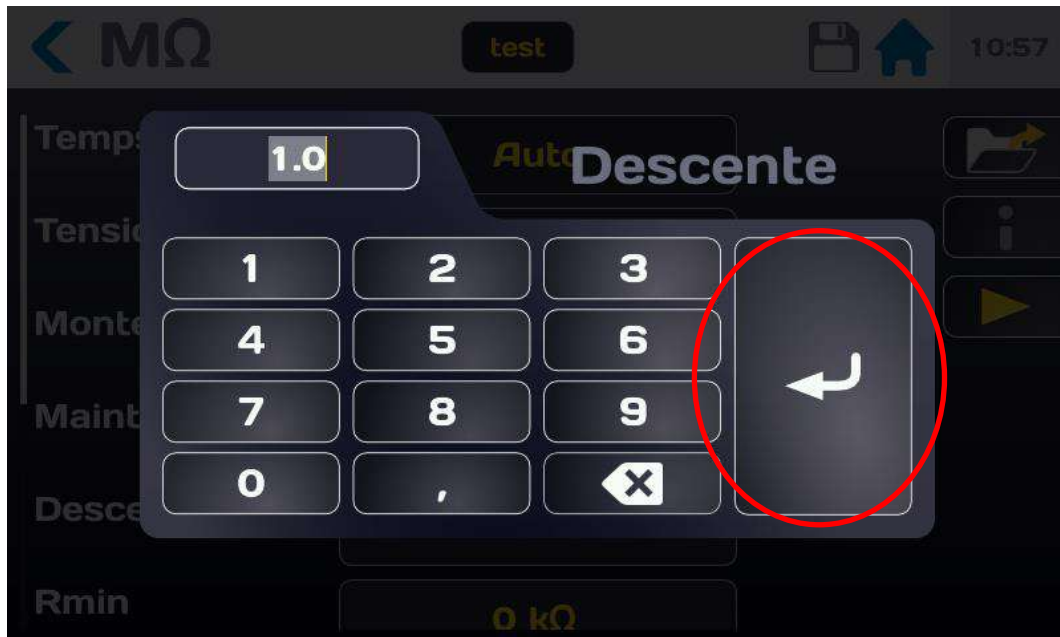 MΩ test 10:57
Temps Auto
1.0 Descente
Tensio
1 2 3
Monte
4 5 6
7 8 9
Maint
0 ,
Desce
Rmin 0 kΩ